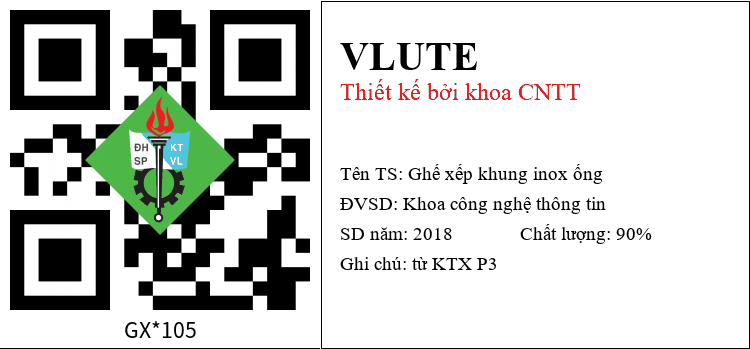 ĐH KT
SP VL
GX*105
VLUTE
Thiết kế bởi khoa CNTT
Tên TS: Ghế xếp khung inox ống
ĐVSD: Khoa công nghệ thông tin
SD năm: 2018 Chất lượng: 90%
Ghi chú: từ KTX P3